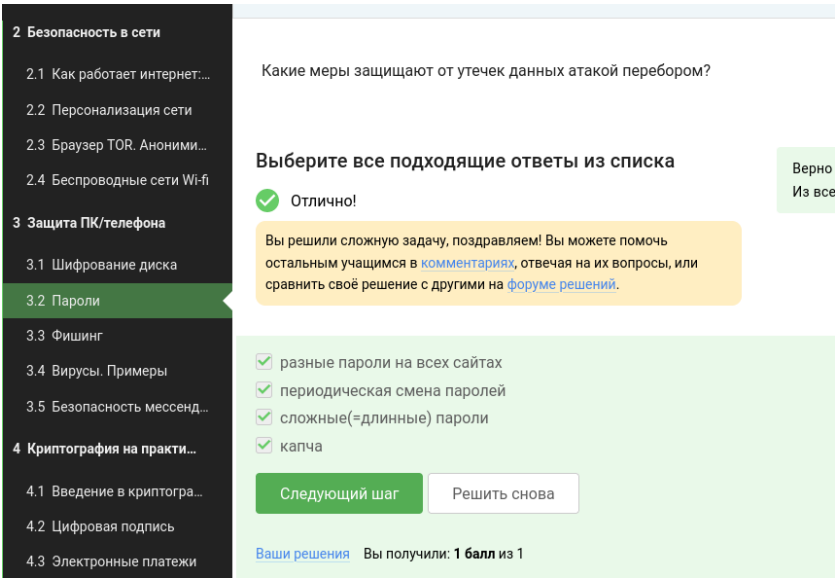 2 Безопасность в сети
2.1 Как работает интернет:...
2.2 Персонализация сети
2.3 Браузер TOR. Аноними...
2.4 Беспроводные сети Wi-fi
3 Защита ПК/телефона
3.1 Шифрование диска
3.2 Пароли
3.3 Фишинг
3.4 Вирусы. Примеры
3.5 Безопасность мессенд...
4 Криптография на практи...
4.1 Введение в криптогра...
4.2 Цифровая подпись
4.3 Электронные платежи
Какие меры защищают от утечек данных атакой перебором?
Выберите все подходящие ответы из списка
Верно
Из все
Отлично!
Вы решили сложную задачу, поздравляем! Вы можете помочь
остальным учащимся в комментариях, отвечая на их вопросы, или
сравнить своё решение с другими на форуме решений.
разные пароли на всех сайтах
периодическая смена паролей
сложные(=длинные) пароли
капча
Следующий шаг
Решить снова
Ваши решения Вы получили: 1 балл из 1